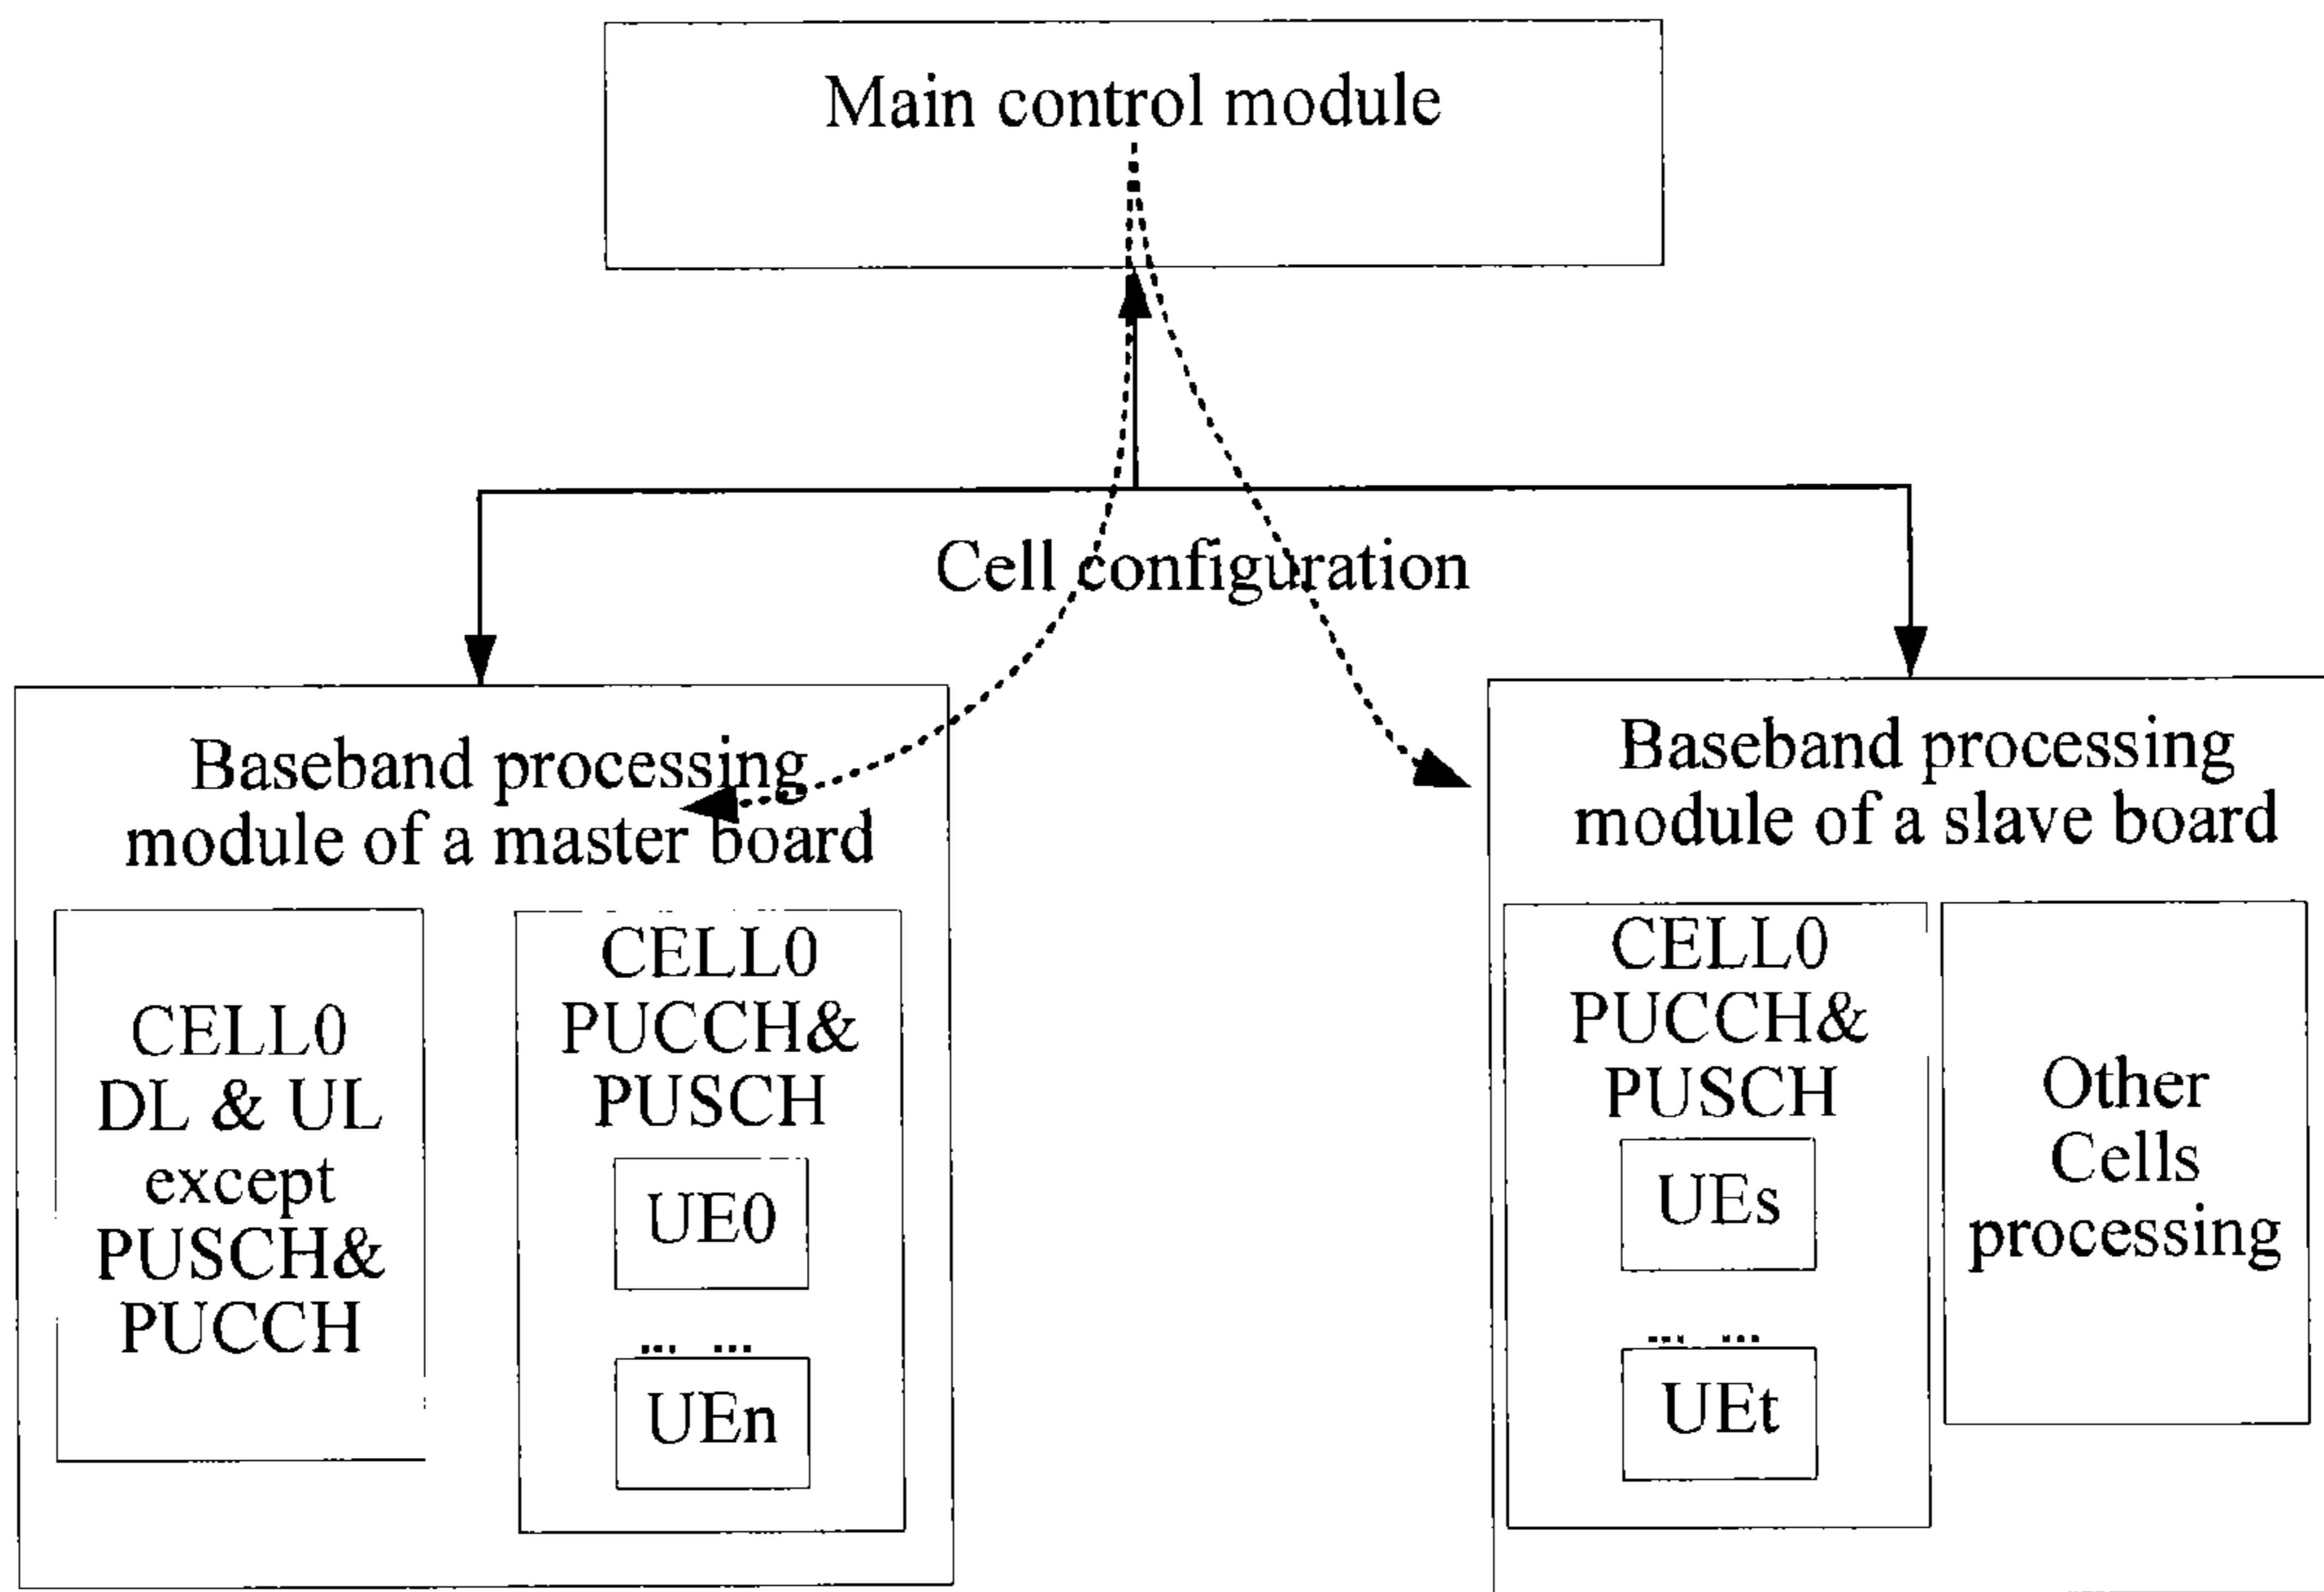 Main control module
Cell configuration
Baseband processing
module of a master board
CELL0
DL & UL
except
PUSCH&
PUCCH
CELL0
PUCCH&
PUSCH
UE0
... ...
UEn
Baseband processing
module of a slave board
CELL0
PUCCH&
PUSCH
UEs
... ...
UEt
Other
Cells
processing